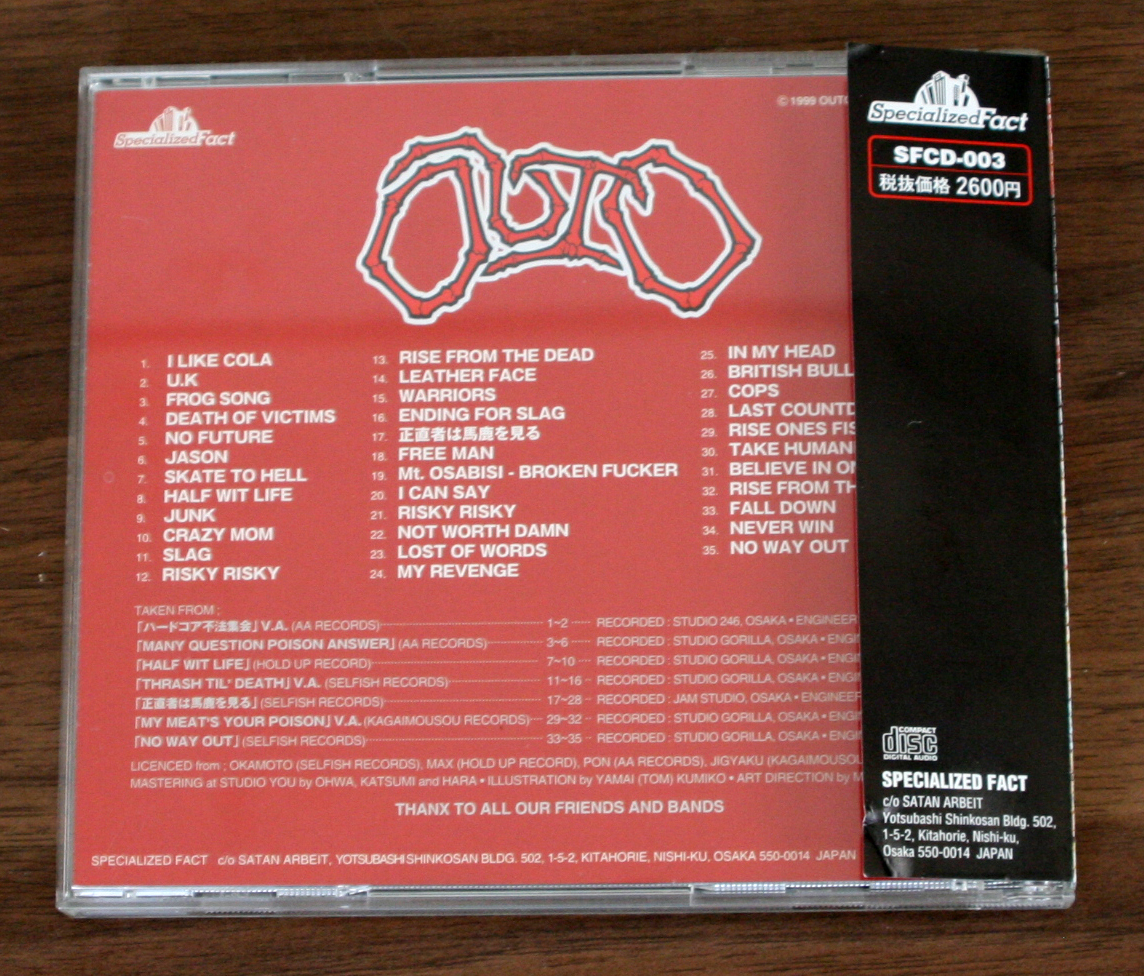 Specialized Fact
© 1999 OUTO
OUTO
1. I LIKE COLA
2. U.K
3. FROG SONG
4. DEATH OF VICTIMS
5. NO FUTURE
6. JASON
7. SKATE TO HELL
8. HALF WIT LIFE
9. JUNK
10. CRAZY MOM
11. SLAG
12. RISKY RISKY
13. RISE FROM THE DEAD
14. LEATHER FACE
15. WARRIORS
16. ENDING FOR SLAG
17. 正直者は馬鹿を見る
18. FREE MAN
19. Mt. OSABISI - BROKEN FUCKER
20. I CAN SAY
21. RISKY RISKY
22. NOT WORTH DAMN
23. LOST OF WORDS
24. MY REVENGE
25. IN MY HEAD
26. BRITISH BULL
27. COPS
28. LAST COUNTD
29. RISE ONES FIS
30. TAKE HUMAN
31. BELIEVE IN
32. RISE FROM TH
33. FALL DOWN
34. NEVER WIN
35. NO WAY OUT
TAKEN FROM ;
「ハードコア不法集会」V.A. (AA RECORDS) 1~2 RECORDED : STUDIO 246, OSAKA • ENGINEER
「MANY QUESTION POISON ANSWER」(AA RECORDS) 3~6 RECORDED : STUDIO GORILLA, OSAKA • ENGI
「HALF WIT LIFE」(HOLD UP RECORD) 7~10 RECORDED : STUDIO GORILLA, OSAKA • ENGI
「THRASH TIL' DEATH」V.A. (SELFISH RECORDS) 11~16 RECORDED : STUDIO GORILLA, OSAKA • ENGI
「正直者は馬鹿を見る」(SELFISH RECORDS) 17~28 RECORDED : JAM STUDIO, OSAKA • ENGINEER
「MY MEAT'S YOUR POISON」V.A. (KAGAIMOUSOU RECORDS) 29~32 RECORDED : STUDIO GORILLA, OSAKA • ENGI
「NO WAY OUT」(SELFISH RECORDS) 33~35 RECORDED : STUDIO GORILLA, OSAKA • ENGI
LICENCED from ; OKAMOTO (SELFISH RECORDS), MAX (HOLD UP RECORD), PON (AA RECORDS), JIGYAKU (KAGAIMOUSOU
MASTERING at STUDIO YOU by OHWA, KATSUMI and HARA • ILLUSTRATION by YAMAI (TOM) KUMIKO • ART DIRECTION by M
THANX TO ALL OUR FRIENDS AND BANDS
SPECIALIZED FACT c/o SATAN ARBEIT, YOTSUBASHI SHINKOSAN BLDG. 502, 1-5-2, KITAHORIE, NISHI-KU, OSAKA 550-0014 JAPAN
Specialized Fact
SFCD-003
税抜価格 2600円
COMPACT
disc
DIGITAL AUDIO
SPECIALIZED FACT
c/o SATAN ARBEIT
Yotsubashi Shinkosan Bldg. 502,
1-5-2, Kitahorie, Nishi-ku,
Osaka 550-0014 JAPAN